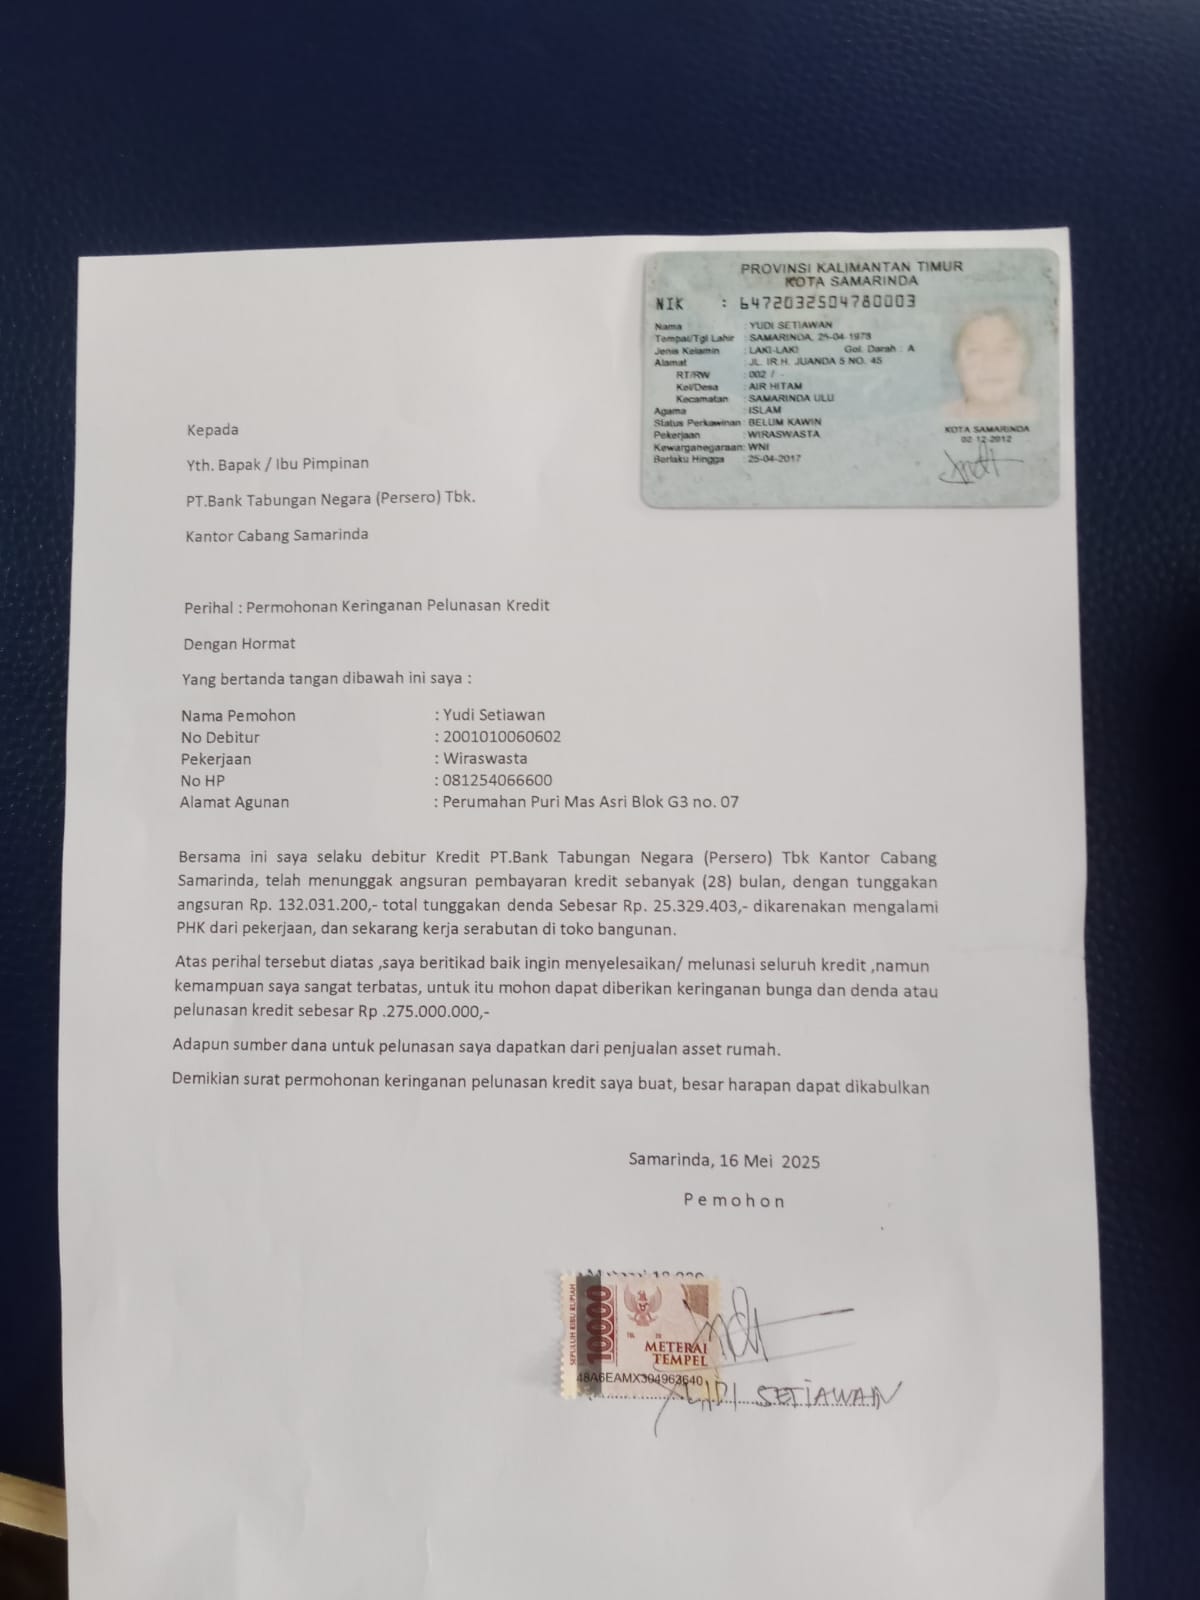 PROVINSI KALIMANTAN TIMUR
KOTA SAMARINDA
NIK : 6472032504780003
Nama : YUDI SETIAWAN
Tempat/Tgl Lahir : SAMARINDA, 25-04-1978
Jenis Kelamin : LAKI-LAKI Gol. Darah : A
Alamat : JL. IR.H. JUANDA 5 NO. 45
RT/RW : 002 / -
Kel/Desa : AIR HITAM
Kecamatan : SAMARINDA ULU
Agama : ISLAM
Status Perkawinan : BELUM KAWIN
Pekerjaan : WIRASWASTA
Kewarganegaraan: WNI
Berlaku Hingga : 25-04-2017
KOTA SAMARINDA
02-12-2012
Kepada
Yth. Bapak / Ibu Pimpinan
PT.Bank Tabungan Negara (Persero) Tbk.
Kantor Cabang Samarinda
Perihal : Permohonan Keringanan Pelunasan Kredit
Dengan Hormat
Yang bertanda tangan dibawah ini saya :
Nama Pemohon : Yudi Setiawan
No Debitur : 2001010060602
Pekerjaan : Wiraswasta
No HP : 081254066600
Alamat Agunan : Perumahan Puri Mas Asri Blok G3 no. 07
Bersama ini saya selaku debitur Kredit PT.Bank Tabungan Negara (Persero) Tbk Kantor Cabang
Samarinda, telah menunggak angsuran pembayaran kredit sebanyak (28) bulan, dengan tunggakan
angsuran Rp. 132.031.200,- total tunggakan denda Sebesar Rp. 25.329.403,- dikarenakan mengalami
PHK dari pekerjaan, dan sekarang kerja serabutan di toko bangunan.
Atas perihal tersebut diatas ,saya beritikad baik ingin menyelesaikan/ melunasi seluruh kredit ,namun
kemampuan saya sangat terbatas, untuk itu mohon dapat diberikan keringanan bunga dan denda atau
pelunasan kredit sebesar Rp .275.000.000,-
Adapun sumber dana untuk pelunasan saya dapatkan dari penjualan asset rumah.
Demikian surat permohonan keringanan pelunasan kredit saya buat, besar harapan dapat dikabulkan
Samarinda, 16 Mei 2025
Pemohon
SEPULUH RIBU RUPIAH
10000
METERAI
TEMPEL
48A6EAMX304963640
YUDI SETIAWAN